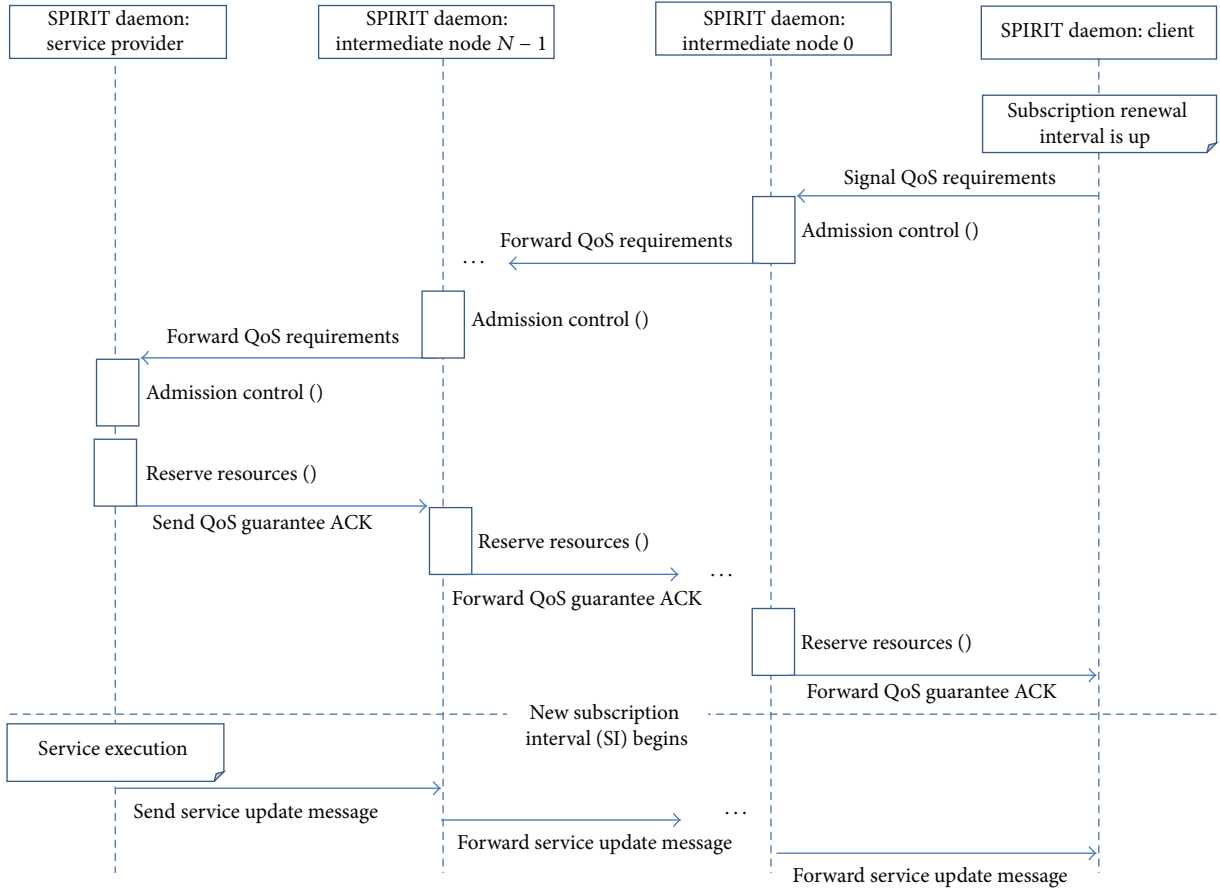 SPIRIT daemon:
service provider
SPIRIT daemon:
intermediate node N − 1
SPIRIT daemon:
intermediate node 0
SPIRIT daemon: client
Subscription renewal
interval is up
Signal QoS requirements
Admission control ()
Forward QoS requirements
...
Admission control ()
Forward QoS requirements
Admission control ()
Reserve resources ()
Send QoS guarantee ACK
Reserve resources ()
...
Forward QoS guarantee ACK
Reserve resources ()
Forward QoS guarantee ACK
New subscription
interval (SI) begins
Service execution
Send service update message
...
Forward service update message
Forward service update message